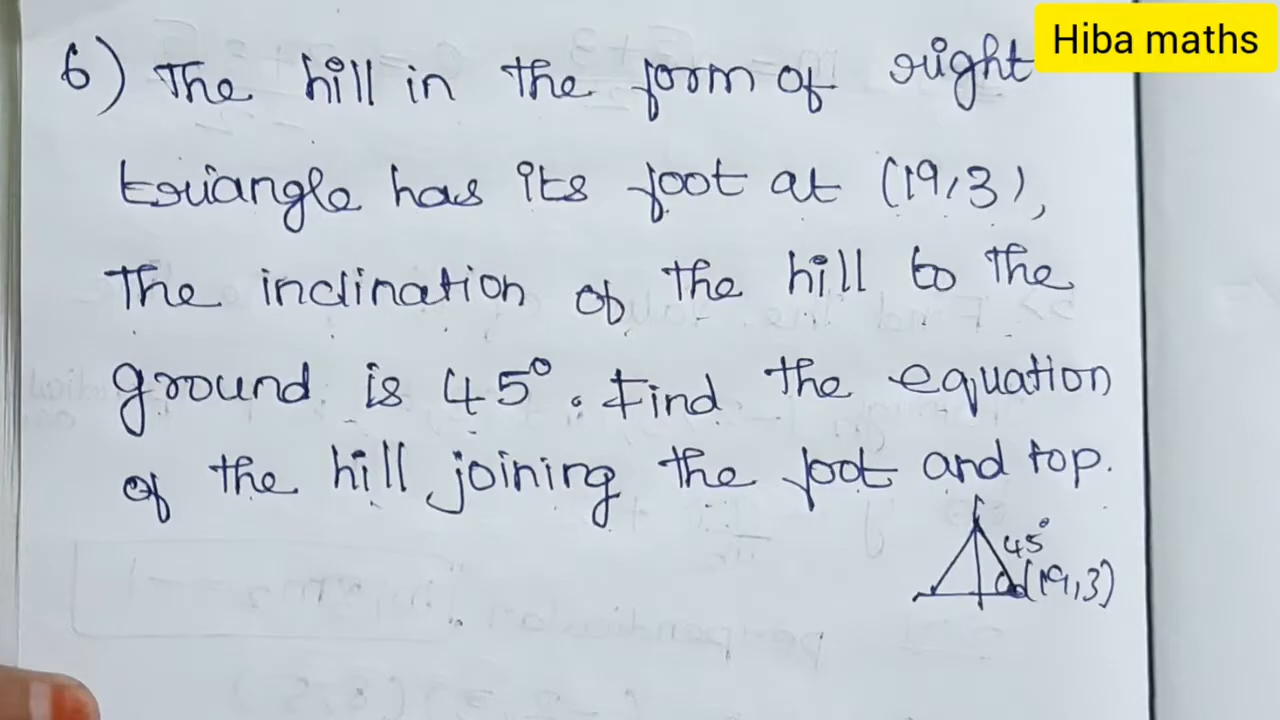 Hiba maths
6) The hill in the form of right
triangle has its foot at (19,3),
The inclination of the hill to the
ground is 45°. Find the equation
of the hill joining the foot and top.
45°
(19,3)